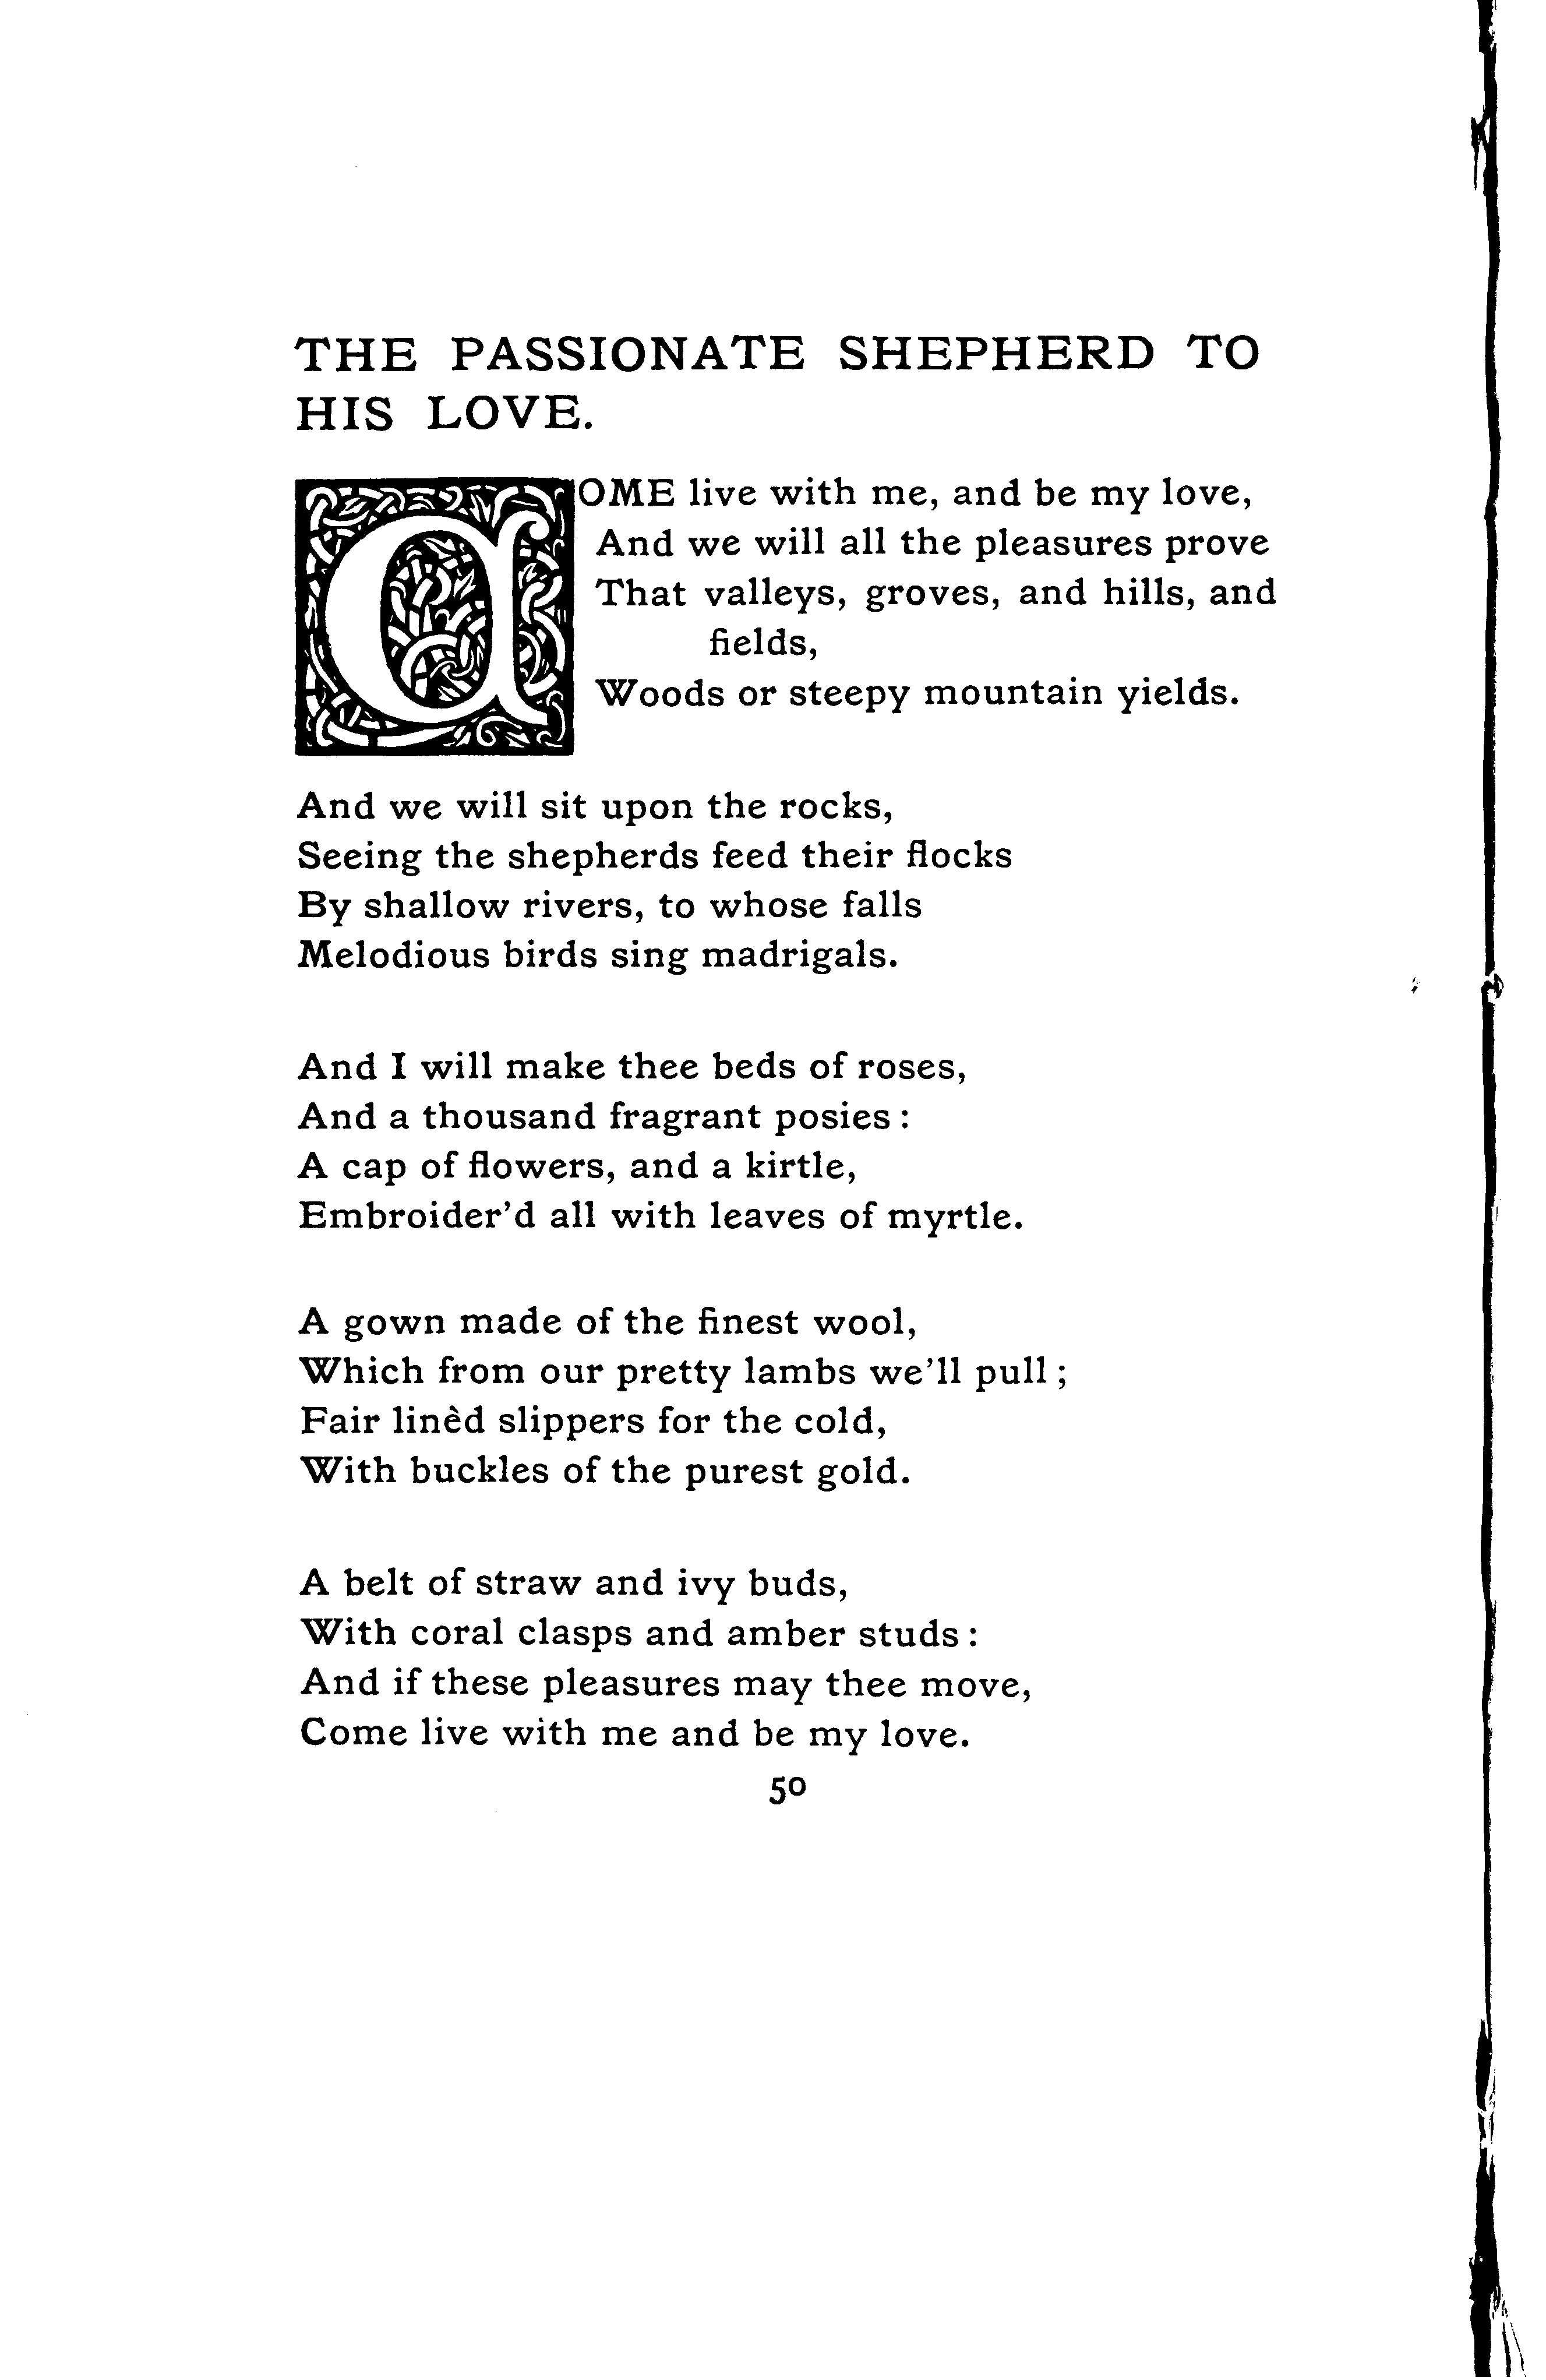 THE PASSIONATE SHEPHERD TO
HIS LOVE.
COME live with me, and be my love,
And we will all the pleasures prove
That valleys, groves, and hills, and
fields,
Woods or steepy mountain yields.
And we will sit upon the rocks,
Seeing the shepherds feed their flocks
By shallow rivers, to whose falls
Melodious birds sing madrigals.
And I will make thee beds of roses,
And a thousand fragrant posies :
A cap of flowers, and a kirtle,
Embroider'd all with leaves of myrtle.
A gown made of the finest wool,
Which from our pretty lambs we'll pull ;
Fair linèd slippers for the cold,
With buckles of the purest gold.
A belt of straw and ivy buds,
With coral clasps and amber studs :
And if these pleasures may thee move,
Come live with me and be my love.
50